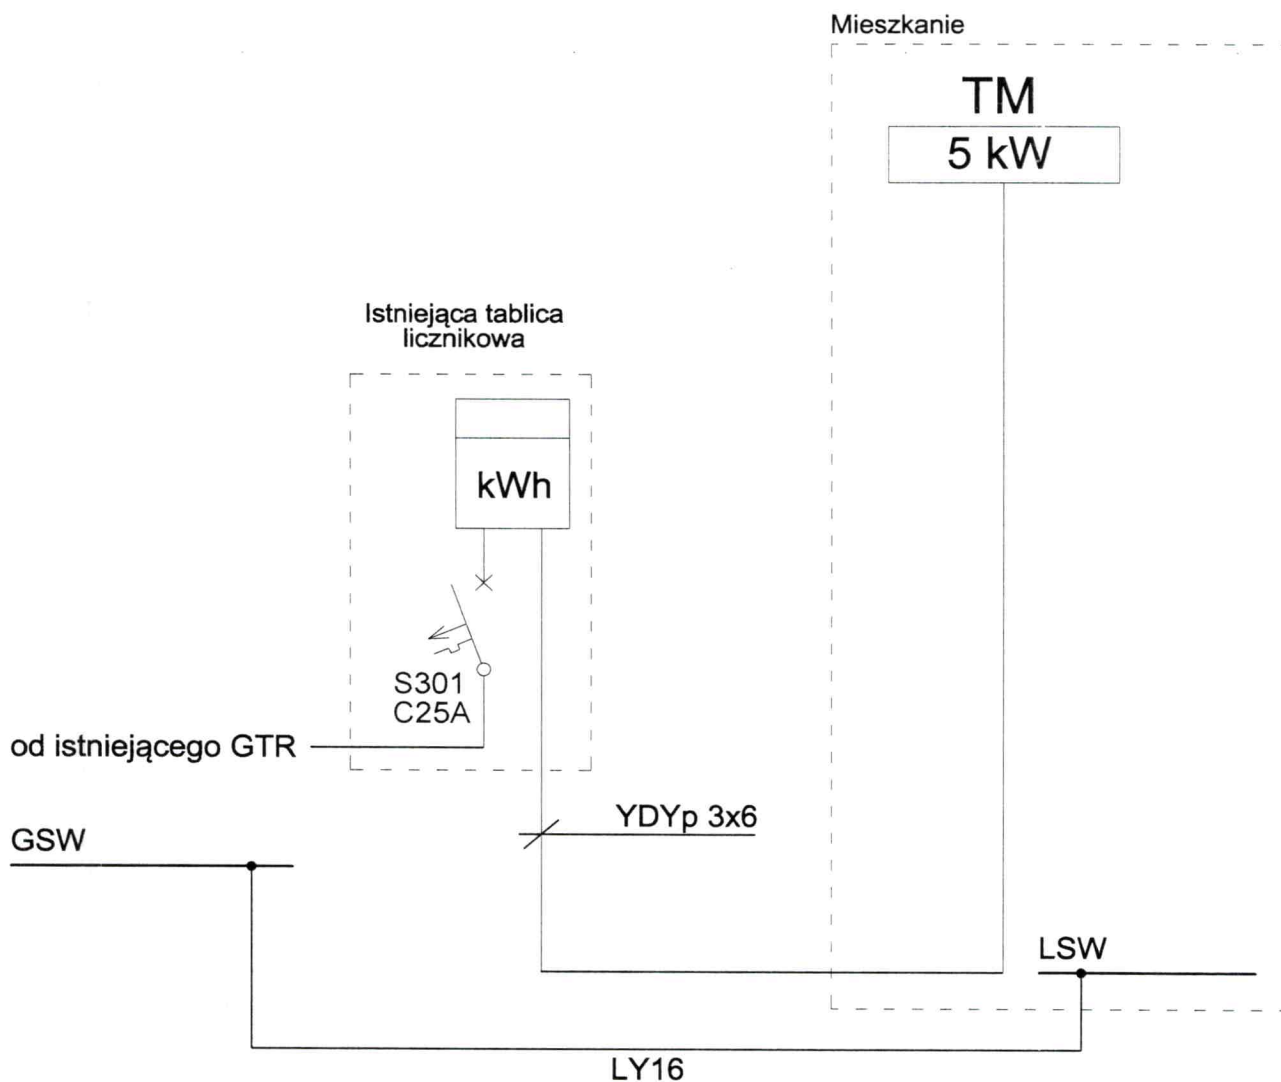 Mieszkanie
TM
5 kW
Istniejąca tablica
licznikowa
kWh
S301
C25A
od istniejącego GTR
YDYp 3x6
GSW
LSW
LY16